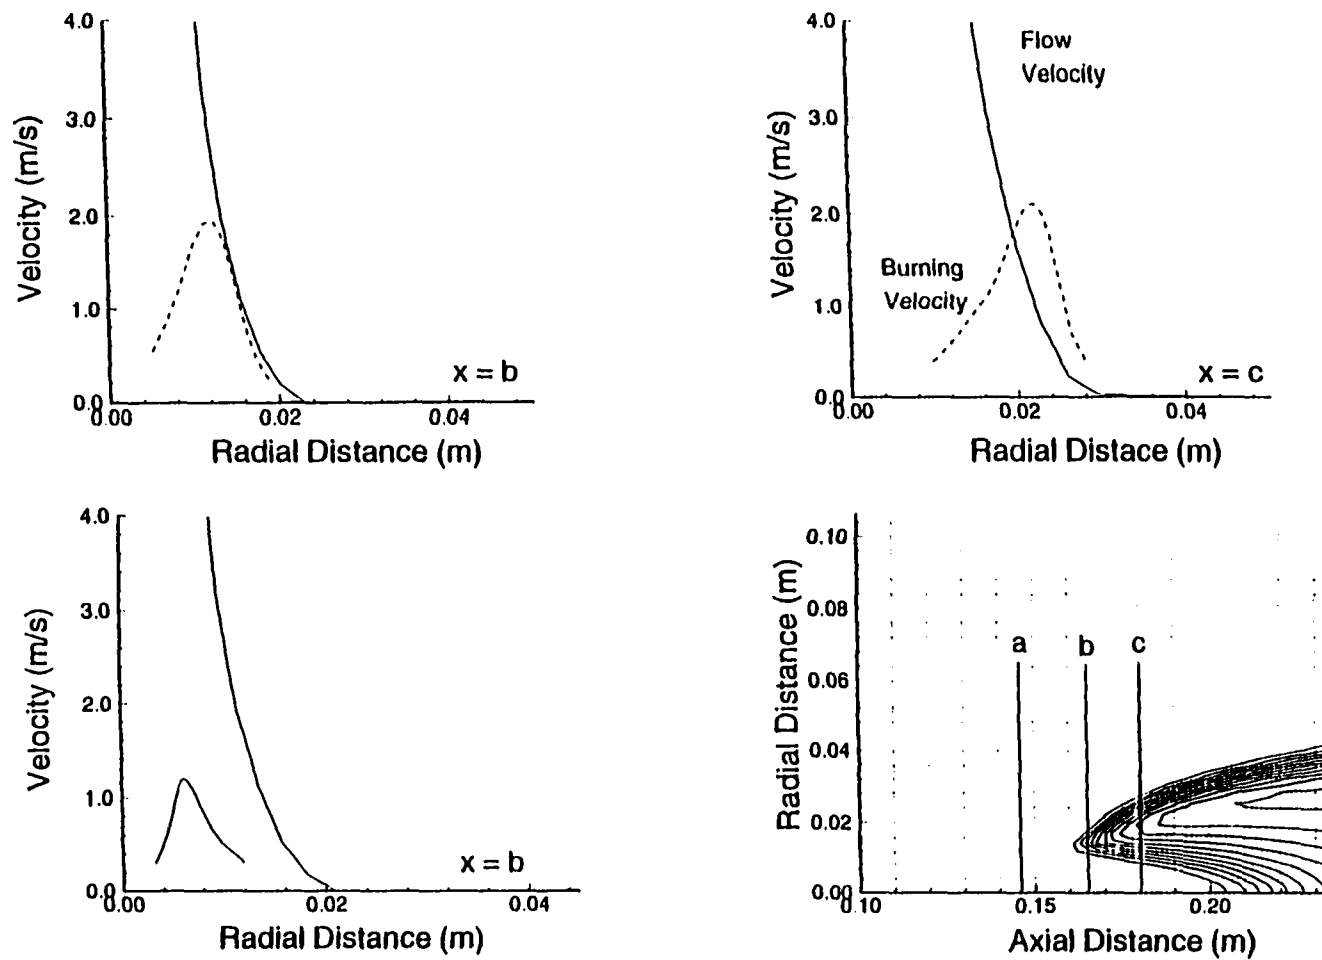 4.0
3.0
2.0
1.0
0.0
Velocity (m/s)
x = b
0.00
0.02
0.04
Radial Distance (m)
4.0
3.0
2.0
1.0
0.0
Velocity (m/s)
Flow
Velocity
Burning
Velocity
x = c
0.00
0.02
0.04
Radial Distace (m)
4.0
3.0
2.0
1.0
0.0
Velocity (m/s)
x = b
0.00
0.02
0.04
Radial Distance (m)
0.10
0.08
0.06
0.04
0.02
0.00
Radial Distance (m)
a b c
0.10
0.15
0.20
Axial Distance (m)